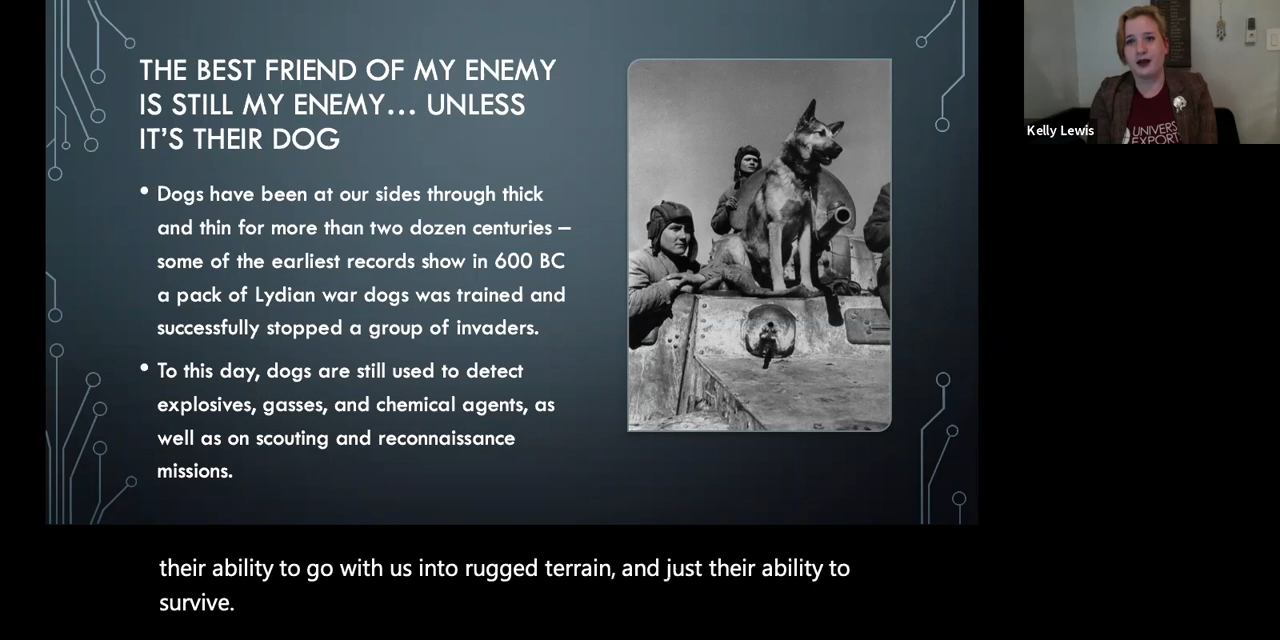 THE BEST FRIEND OF MY ENEMY
IS STILL MY ENEMY... UNLESS
IT'S THEIR DOG
• Dogs have been at our sides through thick
and thin for more than two dozen centuries –
some of the earliest records show in 600 BC
a pack of Lydian war dogs was trained and
successfully stopped a group of invaders.
• To this day, dogs are still used to detect
explosives, gasses, and chemical agents, as
well as on scouting and reconnaissance
missions.
UNIVERS
EXPORT
Kelly Lewis
their ability to go with us into rugged terrain, and just their ability to
survive.